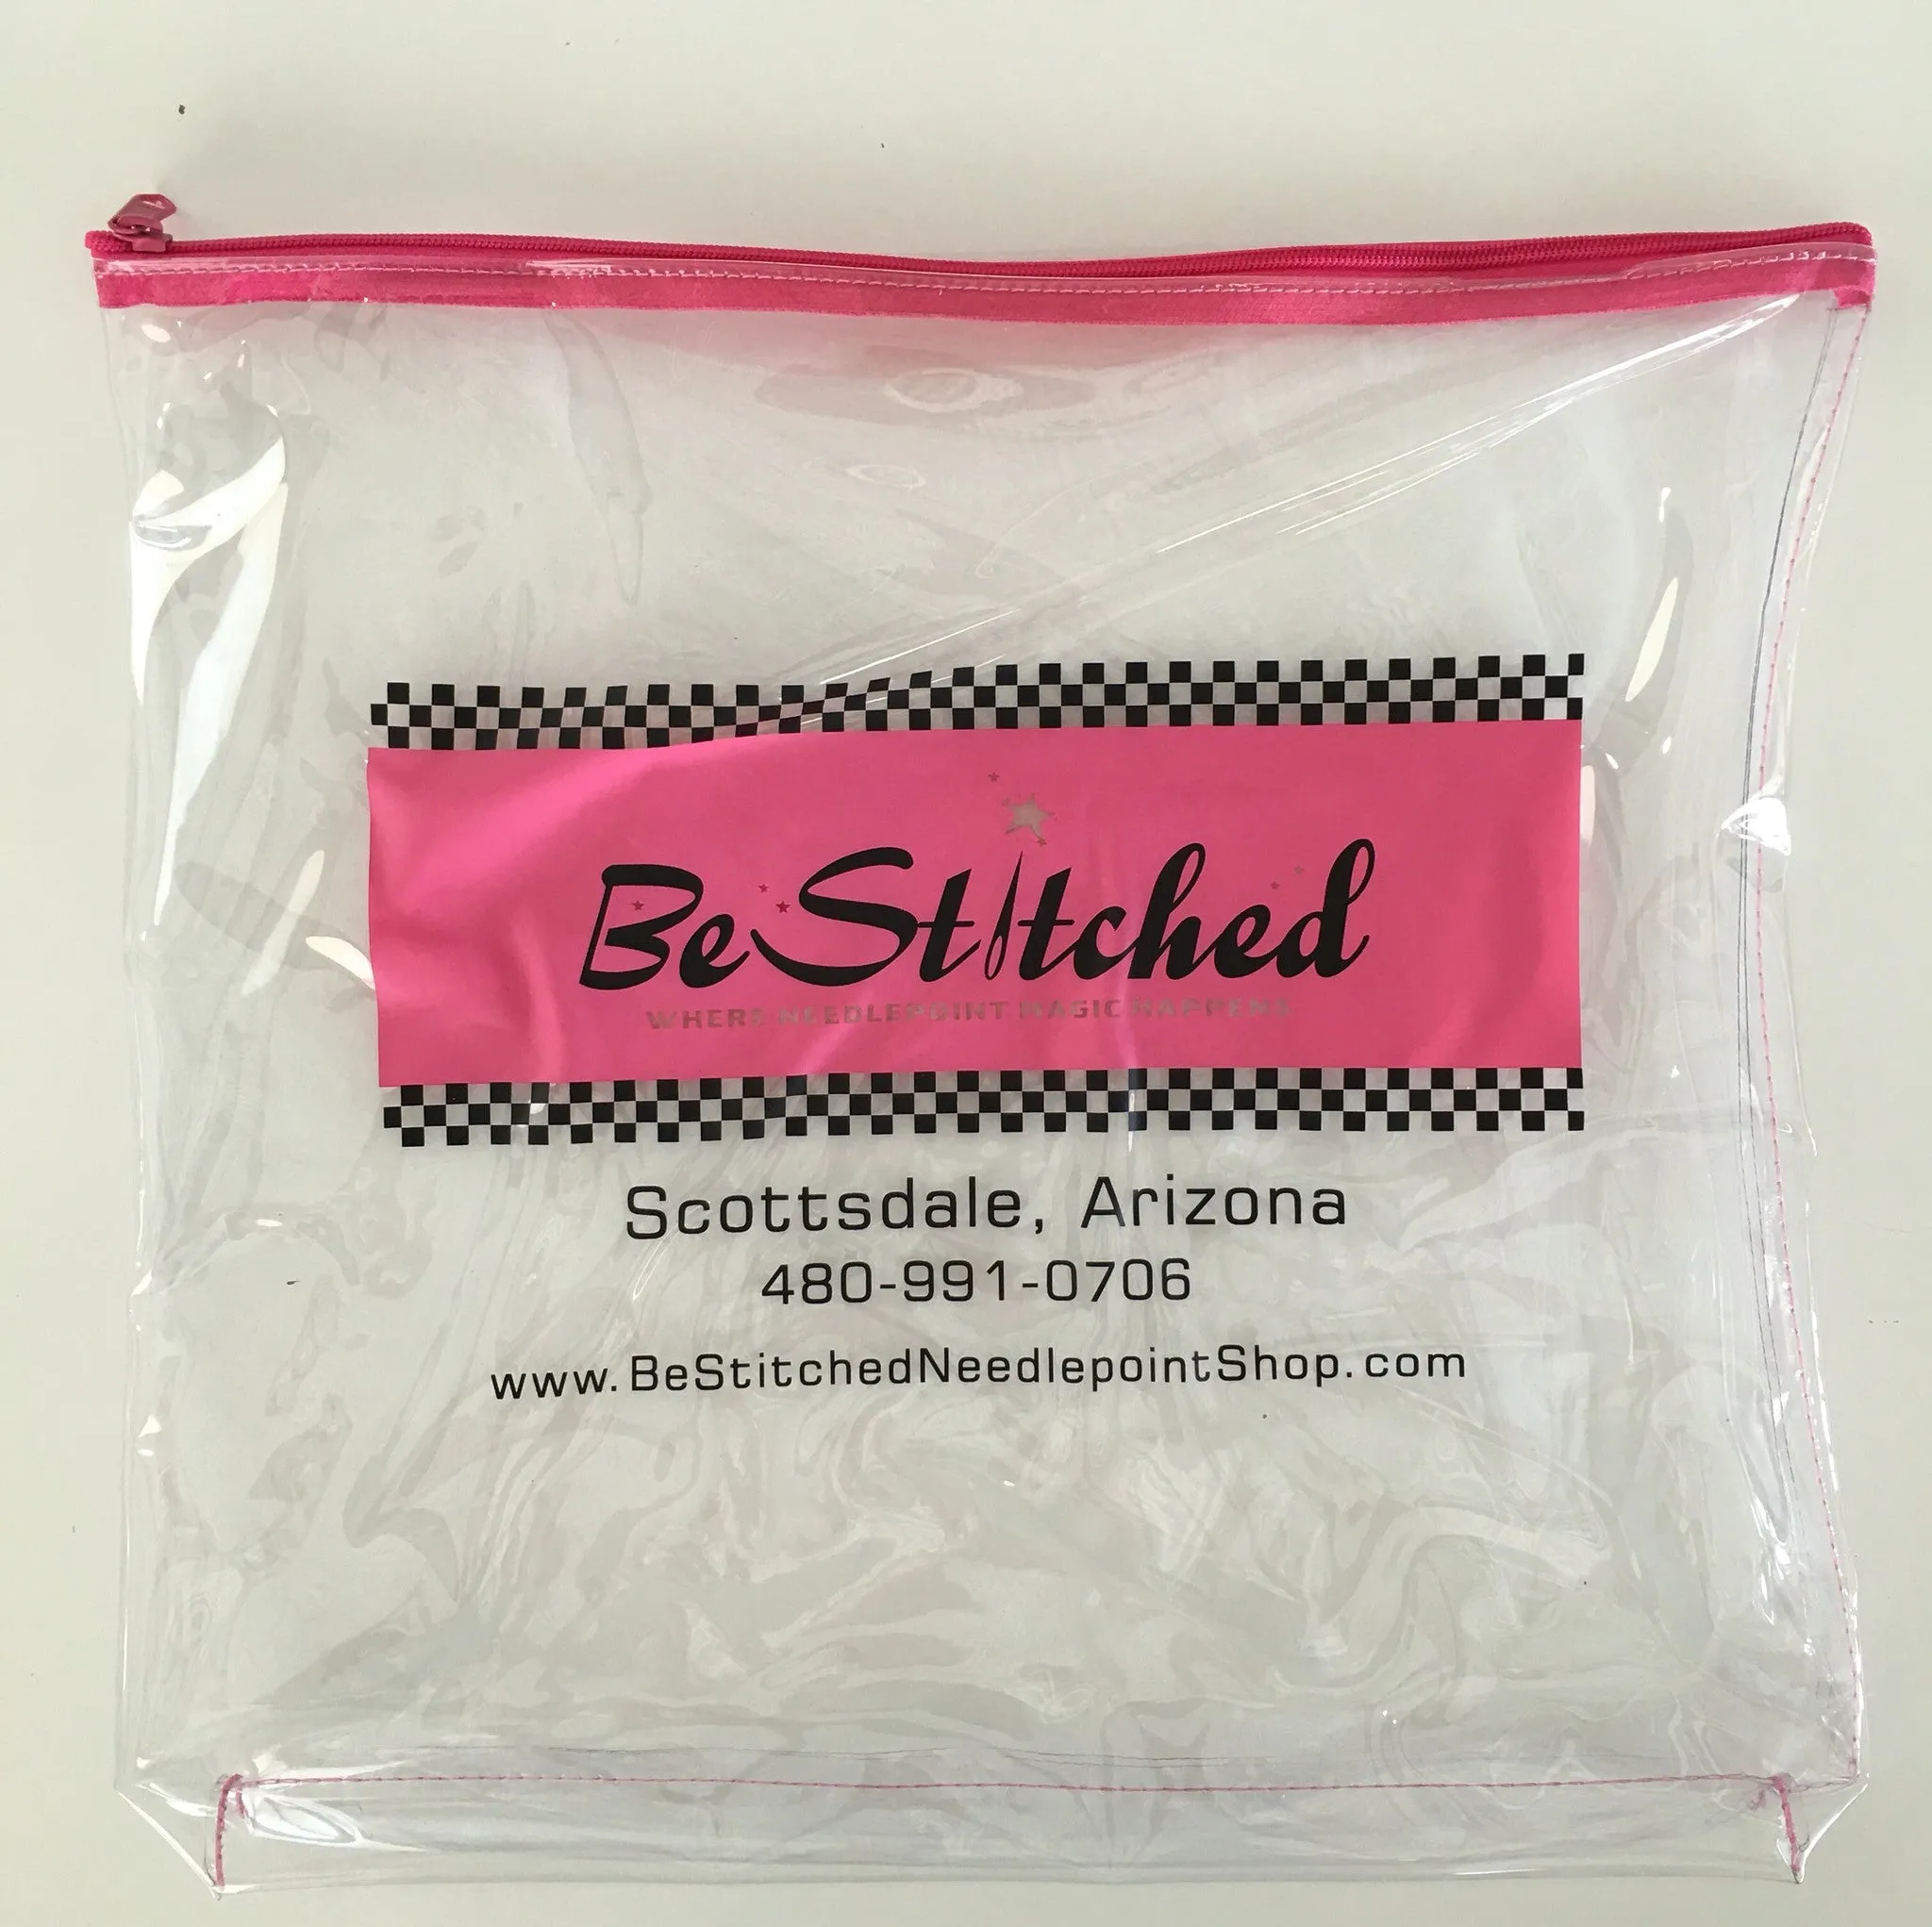 BeStitched
WHERE NEEDLEPOINT MAGIC HAPPENS
Scottsdale, Arizona
480-991-0706
www.BeStitchedNeedlepointShop.com